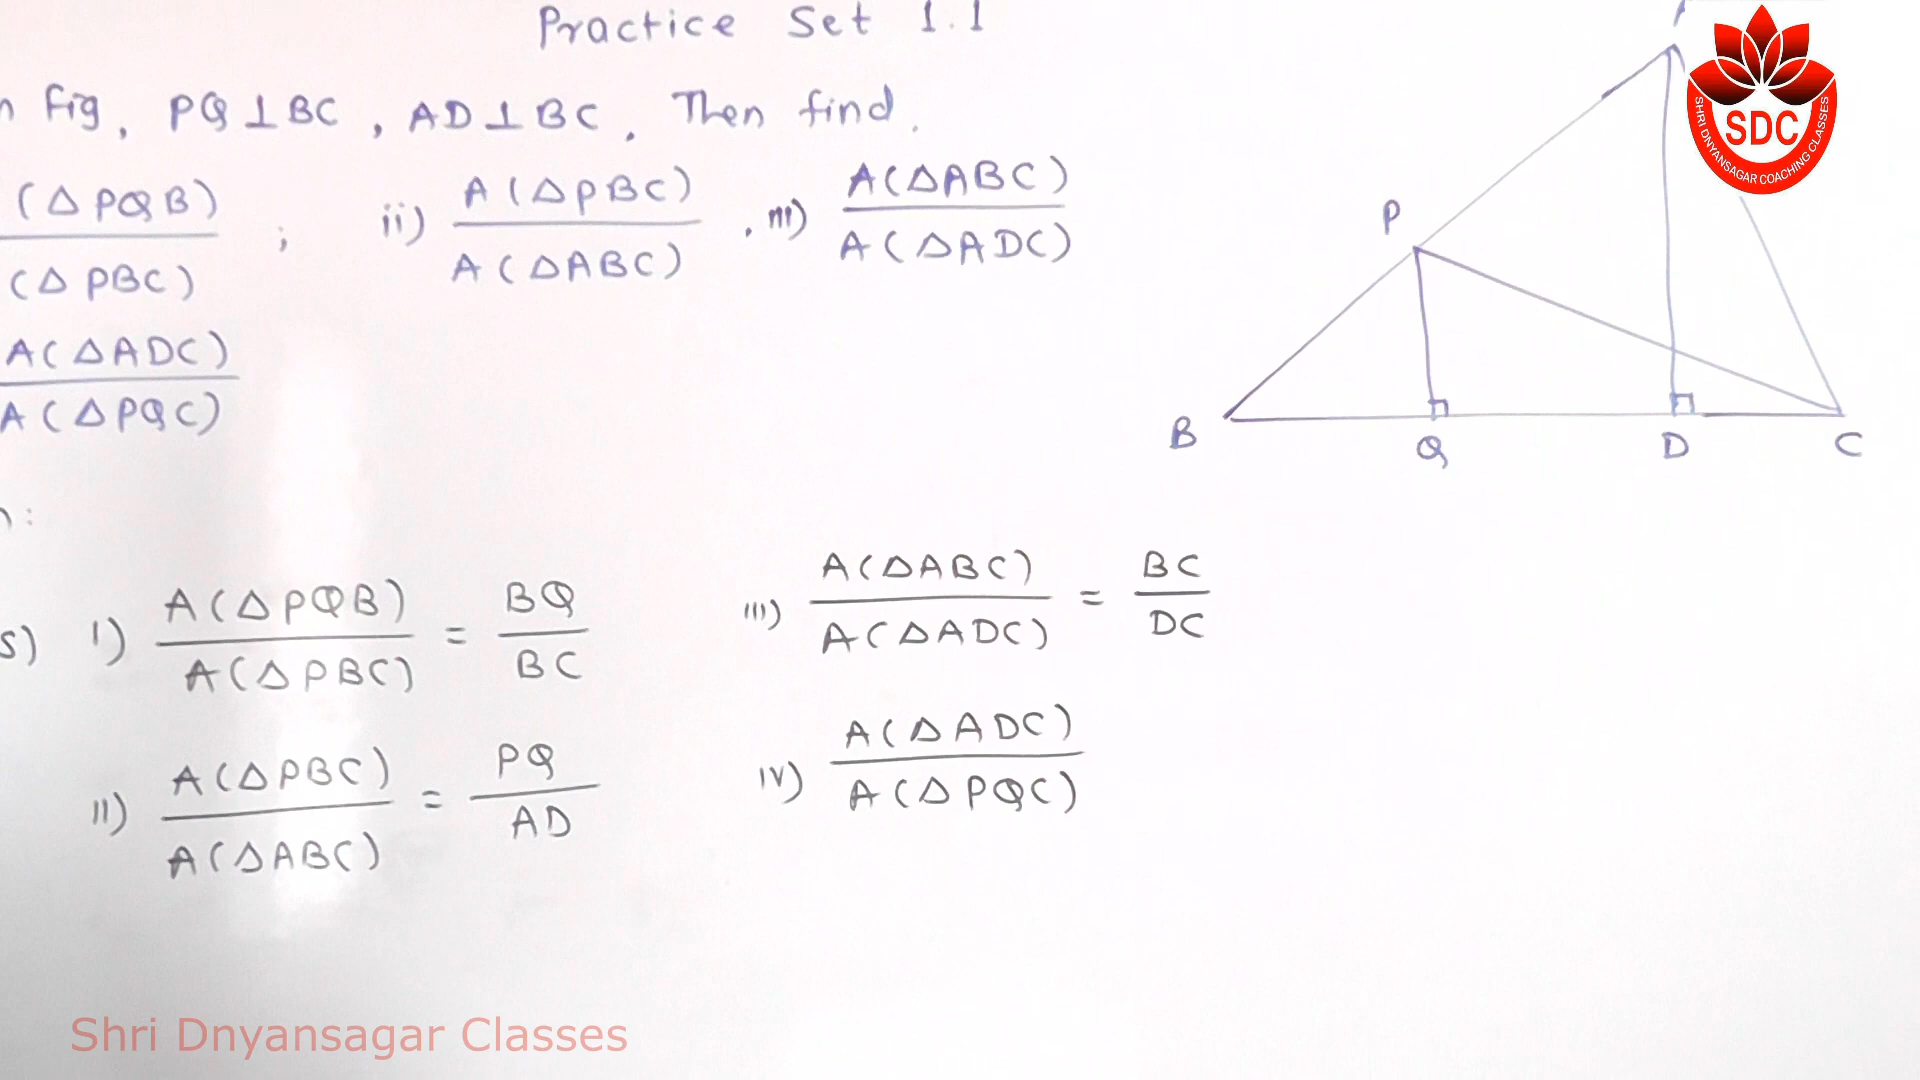 Practice Set 1.1
n Fig, PQ⊥BC, AD⊥BC, Then find.
(△PQB)
(△PBC)
;
ii) A(△PBC)
A(△ABC)
, iii) A(△ABC)
A(△ADC)
A(△ADC)
A(△PQC)
P
B
Q
D
C
SDC
SHRI DNYANSAGAR COACHING CLASSES
n:
s) i) A(△PQB) = BQ
A(△PBC) BC
ii) A(△PBC) = PQ
A(△ABC) AD
iii) A(△ABC) = BC
A(△ADC) DC
iv) A(△ADC)
A(△PQC)
Shri Dnyansagar Classes